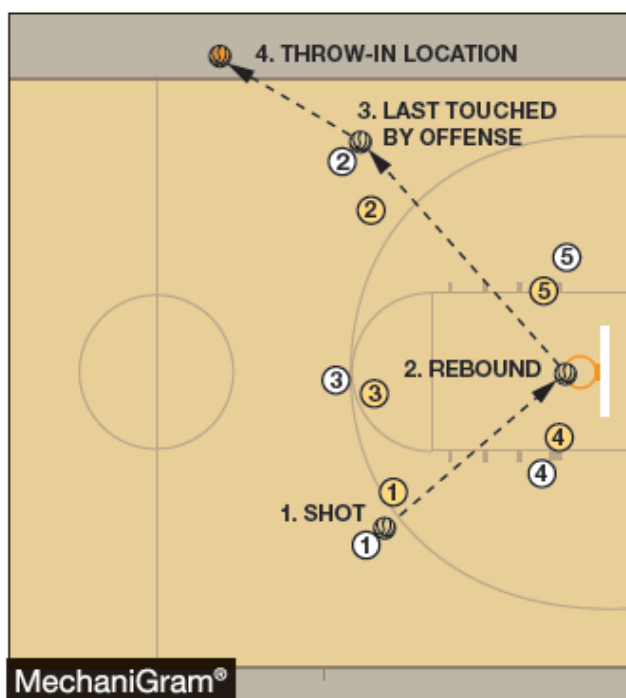 4. THROW-IN LOCATION
3. LAST TOUCHED
BY OFFENSE
2
2
5
5
3
3
2. REBOUND
4
4
1
1. SHOT
1
MechaniGram®